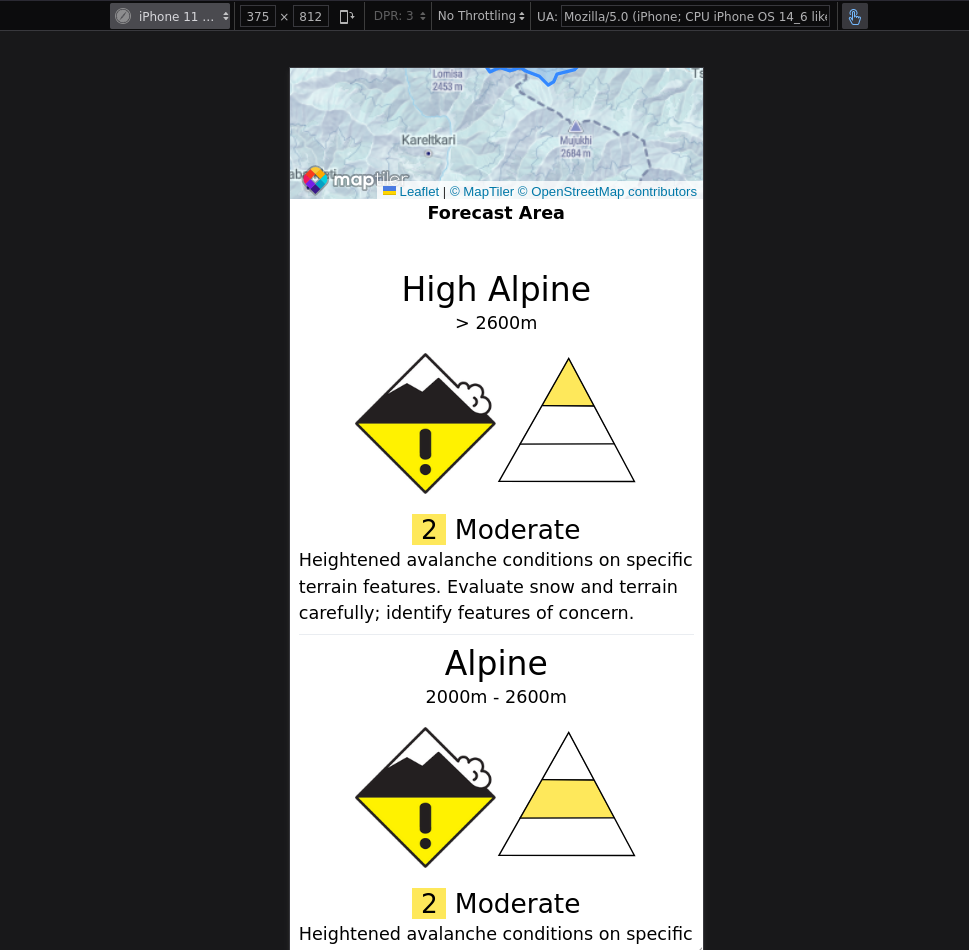 iPhone 11 ...
375 × 812
DPR: 3
No Throttling
UA: Mozilla/5.0 (iPhone; CPU iPhone OS 14_6 lik
Lomisa
2453 m
Kareltkari
Mujukhi
2684 m
maptiler
Leaflet | © MapTiler © OpenStreetMap contributors
Forecast Area
High Alpine
> 2600m
2 Moderate
Heightened avalanche conditions on specific
terrain features. Evaluate snow and terrain
carefully; identify features of concern.
Alpine
2000m - 2600m
2 Moderate
Heightened avalanche conditions on specific